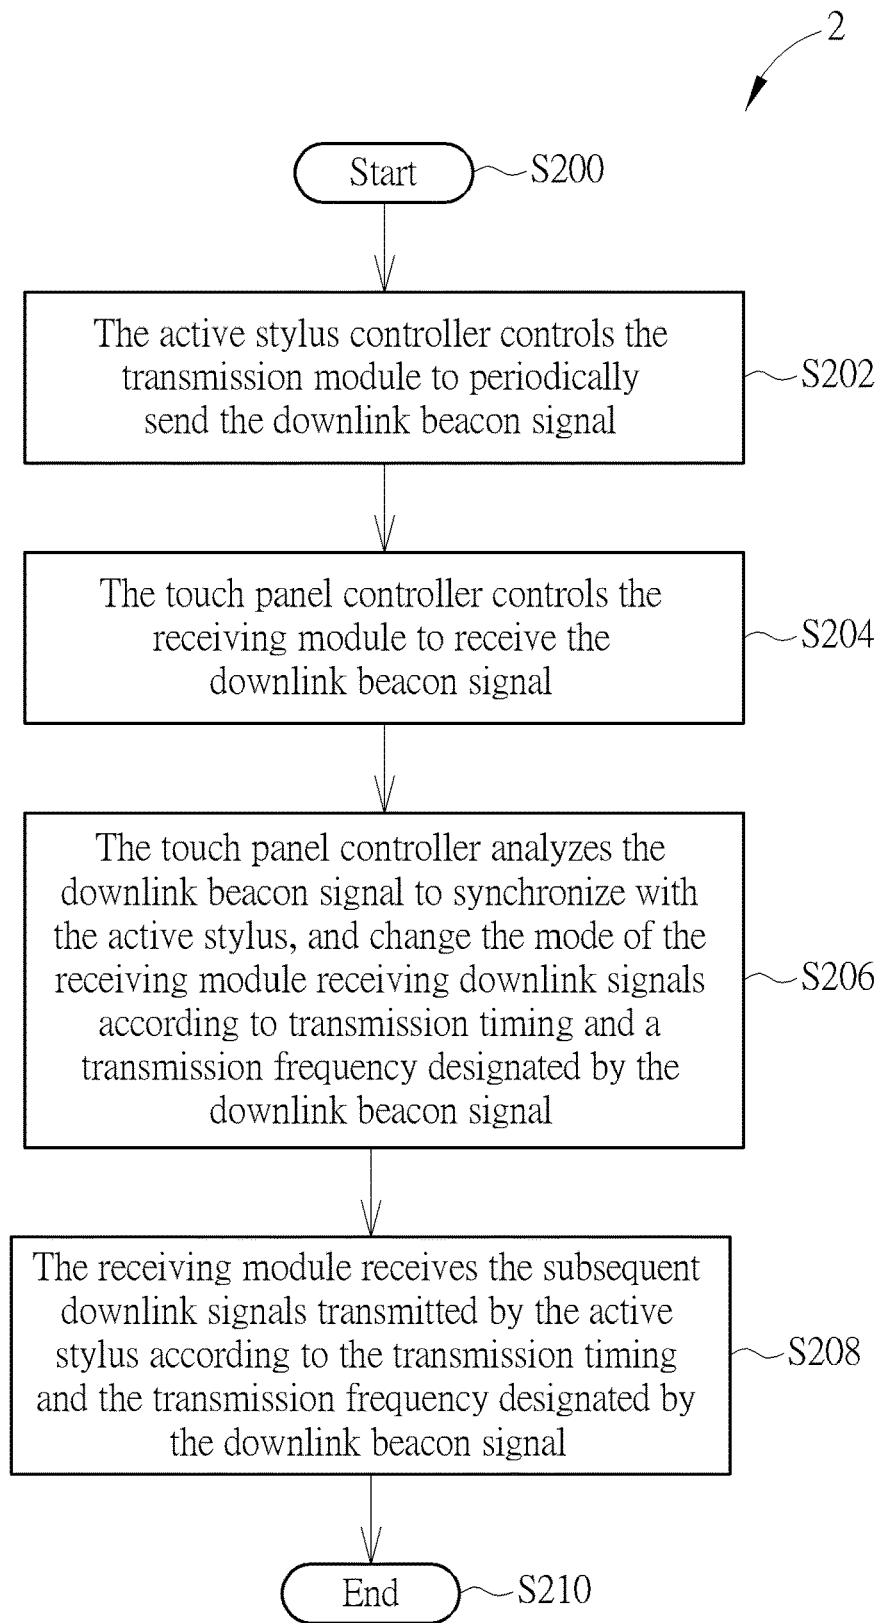 2
Start
S200
The active stylus controller controls the
transmission module to periodically
send the downlink beacon signal
S202
The touch panel controller controls the
receiving module to receive the
downlink beacon signal
S204
The touch panel controller analyzes the
downlink beacon signal to synchronize with
the active stylus, and change the mode of the
receiving module receiving downlink signals
according to transmission timing and a
transmission frequency designated by the
downlink beacon signal
S206
The receiving module receives the subsequent
downlink signals transmitted by the active
stylus according to the transmission timing
and the transmission frequency designated by
the downlink beacon signal
S208
End
S210